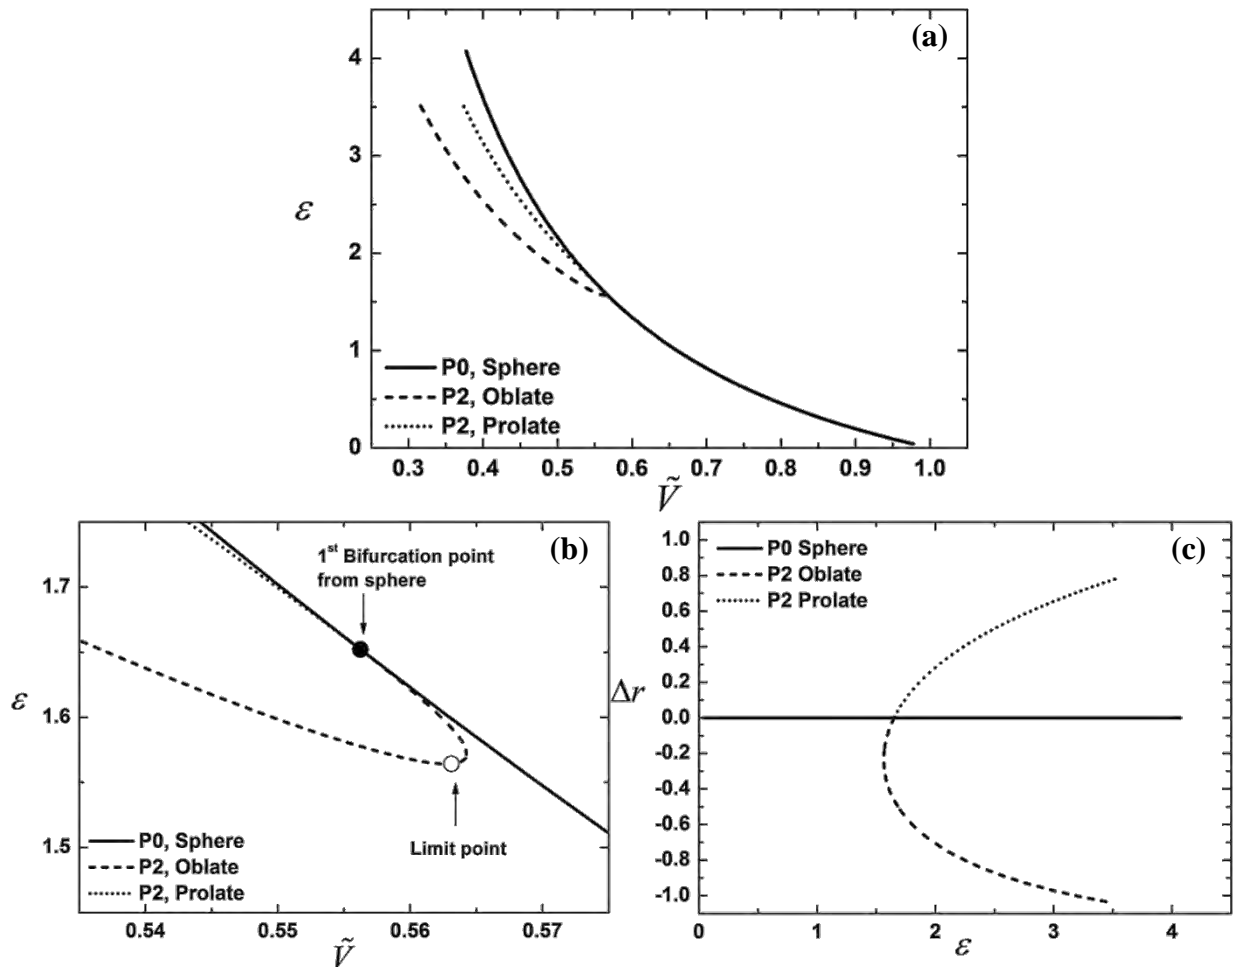 (a)
4
3
2
1
0
ε
P0, Sphere
P2, Oblate
P2, Prolate
0.3 0.4 0.5 0.6 0.7 0.8 0.9 1.0
Ṽ
(b)
1st Bifurcation point
from sphere
1.7
1.6
1.5
ε
Limit point
P0, Sphere
P2, Oblate
P2, Prolate
0.54 0.55 0.56 0.57
Ṽ
(c)
1.0
0.8
0.6
0.4
0.2
0.0
-0.2
-0.4
-0.6
-0.8
-1.0
Δr
P0 Sphere
P2 Oblate
P2 Prolate
0 1 2 3 4
ε